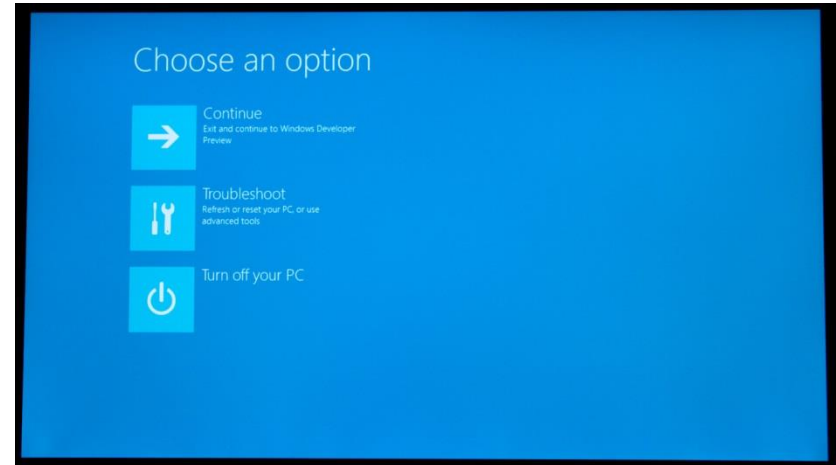 Choose an option
Continue
Exit and continue to Windows Developer
Preview
Troubleshoot
Refresh or reset your PC, or use
advanced tools
Turn off your PC